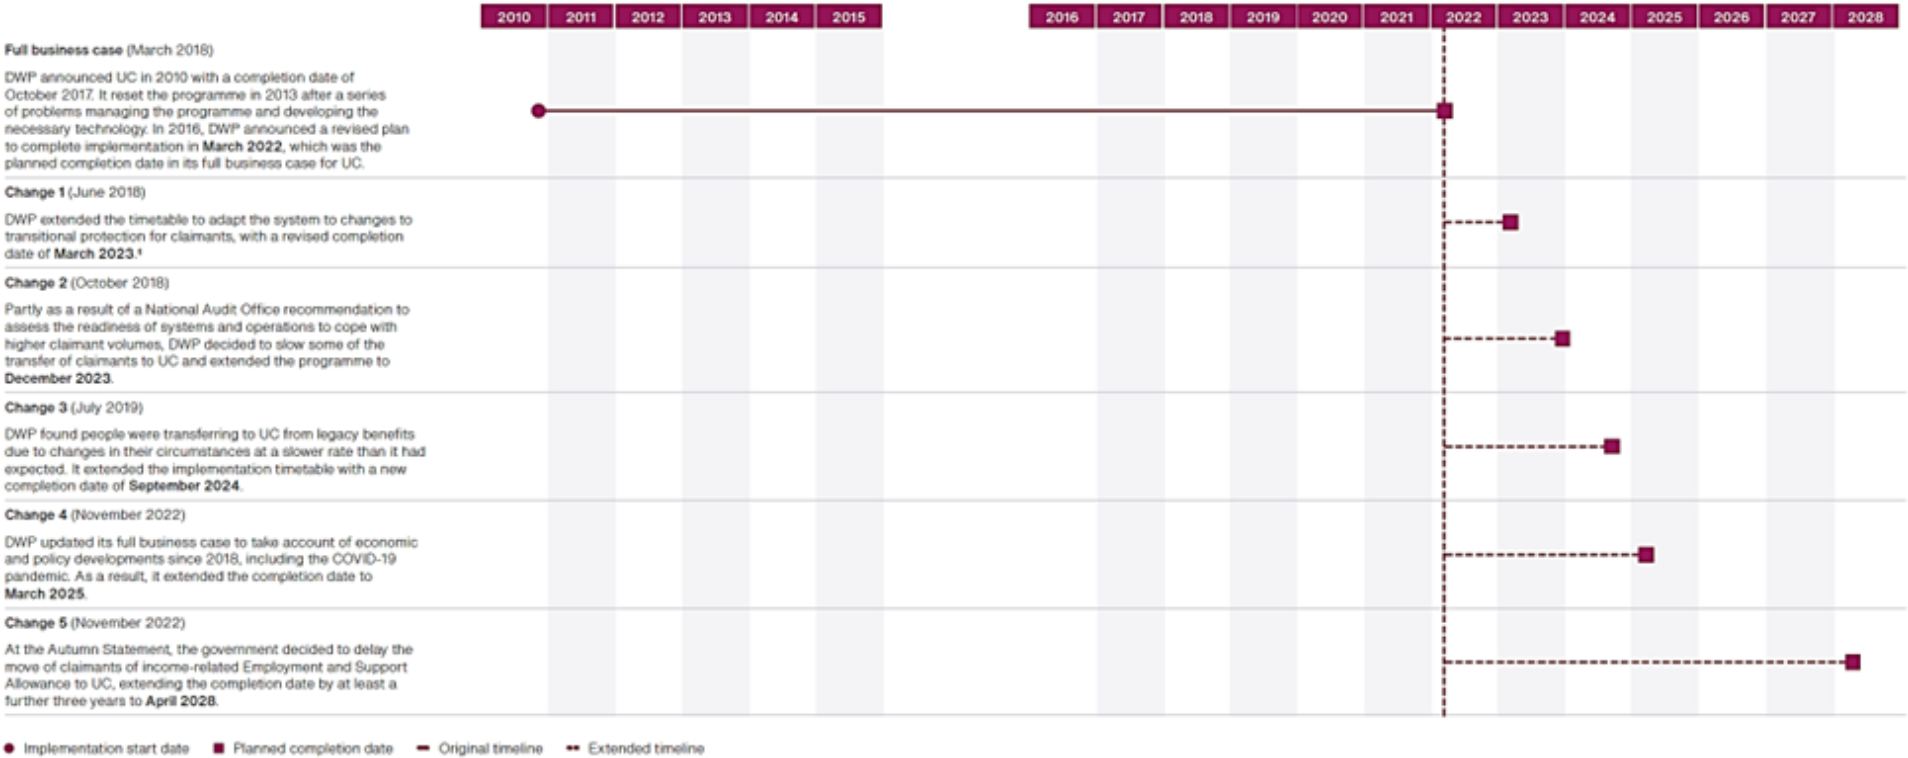 2010 2011 2012 2013 2014 2015 2016 2017 2018 2019 2020 2021 2022 2023 2024 2025 2026 2027 2028
Full business case (March 2018)
DWP announced UC in 2010 with a completion date of
October 2017. It reset the programme in 2013 after a series
of problems managing the programme and developing the
necessary technology. In 2016, DWP announced a revised plan
to complete implementation in March 2022, which was the
planned completion date in its full business case for UC.
Change 1 (June 2018)
DWP extended the timetable to adapt the system to changes to
transitional protection for claimants, with a revised completion
date of March 2023.¹
Change 2 (October 2018)
Partly as a result of a National Audit Office recommendation to
assess the readiness of systems and operations to cope with
higher claimant volumes, DWP decided to slow some of the
transfer of claimants to UC and extended the programme to
December 2023.
Change 3 (July 2019)
DWP found people were transferring to UC from legacy benefits
due to changes in their circumstances at a slower rate than it had
expected. It extended the implementation timetable with a new
completion date of September 2024.
Change 4 (November 2022)
DWP updated its full business case to take account of economic
and policy developments since 2018, including the COVID-19
pandemic. As a result, it extended the completion date to
March 2025.
Change 5 (November 2022)
At the Autumn Statement, the government decided to delay the
move of claimants of income-related Employment and Support
Allowance to UC, extending the completion date by at least a
further three years to April 2028.
Implementation start date Planned completion date Original timeline Extended timeline